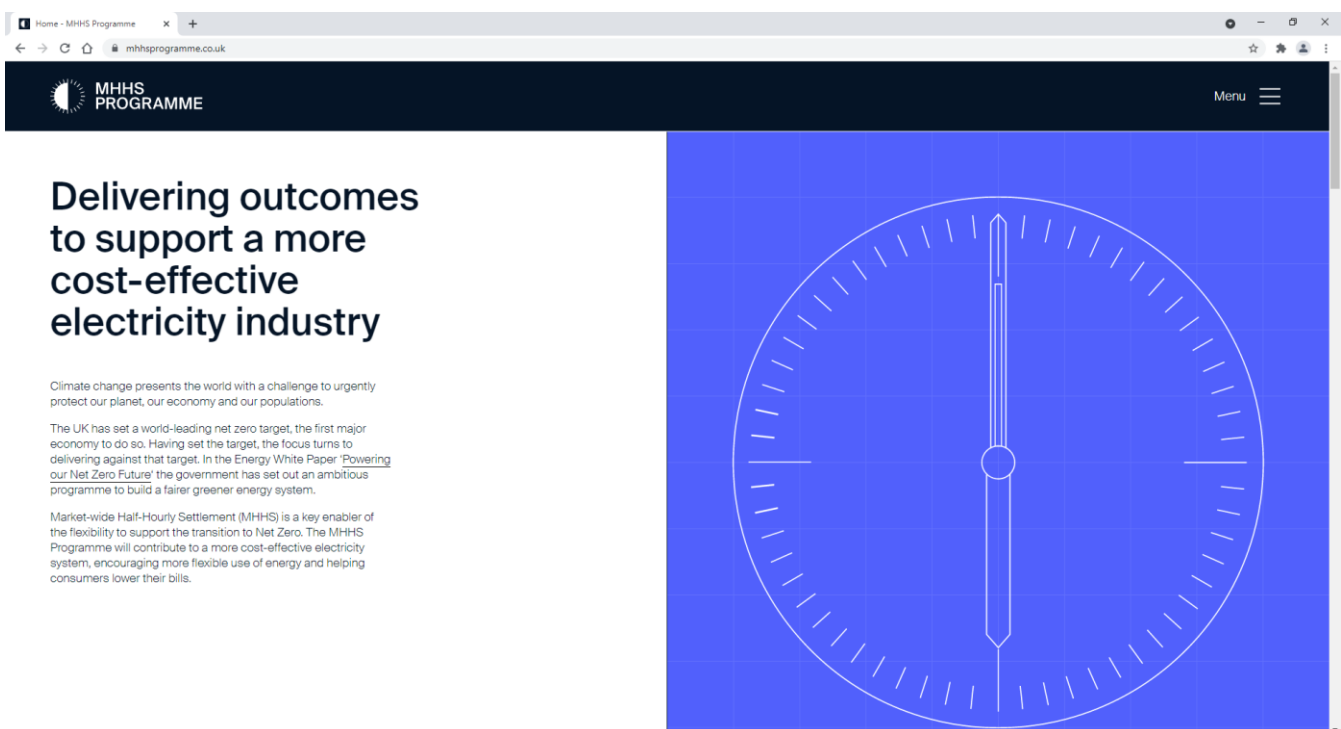 Home - MHHS Programme
mhhsprogramme.co.uk
MHHS
PROGRAMME
Menu
Delivering outcomes
to support a more
cost-effective
electricity industry
Climate change presents the world with a challenge to urgently
protect our planet, our economy and our populations.
The UK has set a world-leading net zero target, the first major
economy to do so. Having set the target, the focus turns to
delivering against that target. In the Energy White Paper 'Powering
our Net Zero Future' the government has set out an ambitious
programme to build a fairer greener energy system.
Market-wide Half-Hourly Settlement (MHHS) is a key enabler of
the flexibility to support the transition to Net Zero. The MHHS
Programme will contribute to a more cost-effective electricity
system, encouraging more flexible use of energy and helping
consumers lower their bills.